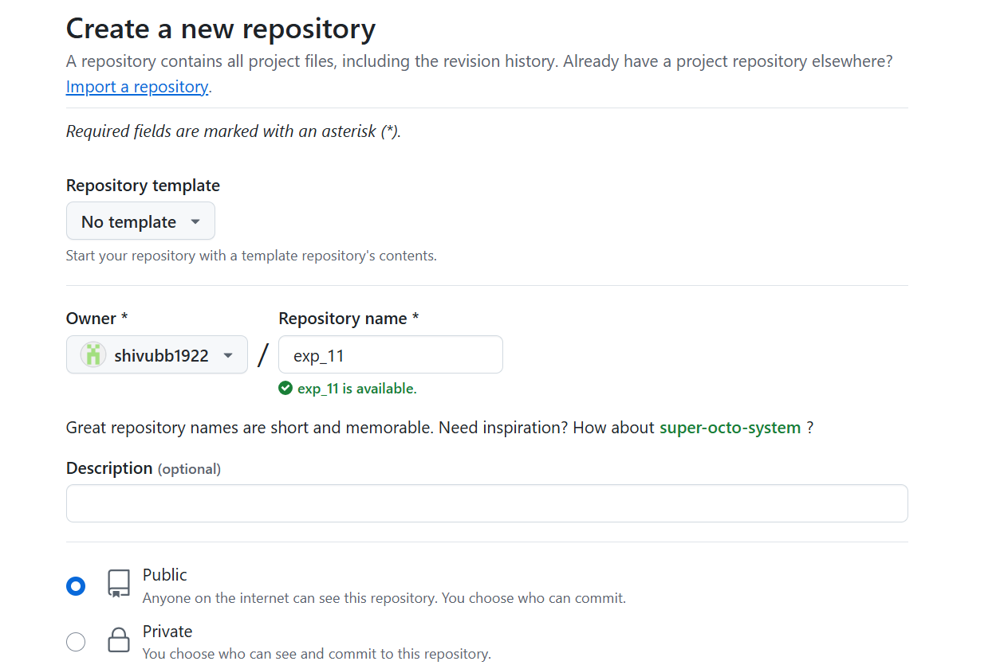 Create a new repository
A repository contains all project files, including the revision history. Already have a project repository elsewhere?
Import a repository.
Required fields are marked with an asterisk (*).
Repository template
No template
Start your repository with a template repository's contents.
Owner * Repository name *
shivubb1922 / exp_11
exp_11 is available.
Great repository names are short and memorable. Need inspiration? How about super-octo-system ?
Description (optional)
Public
Anyone on the internet can see this repository. You choose who can commit.
Private
You choose who can see and commit to this repository.